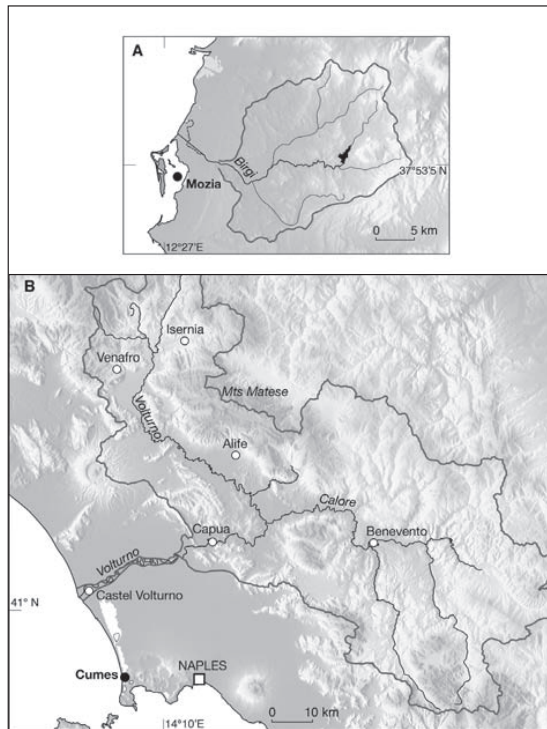 A
Birgi
Mozia
37°53'5 N
12°27'E
0 5 km
B
Isernia
Venafro
Mts Matese
Volturno
Alife
Calore
Capua
Benevento
Volturno
Castel Volturno
41° N
Cumes
NAPLES
14°10'E
0 10 km